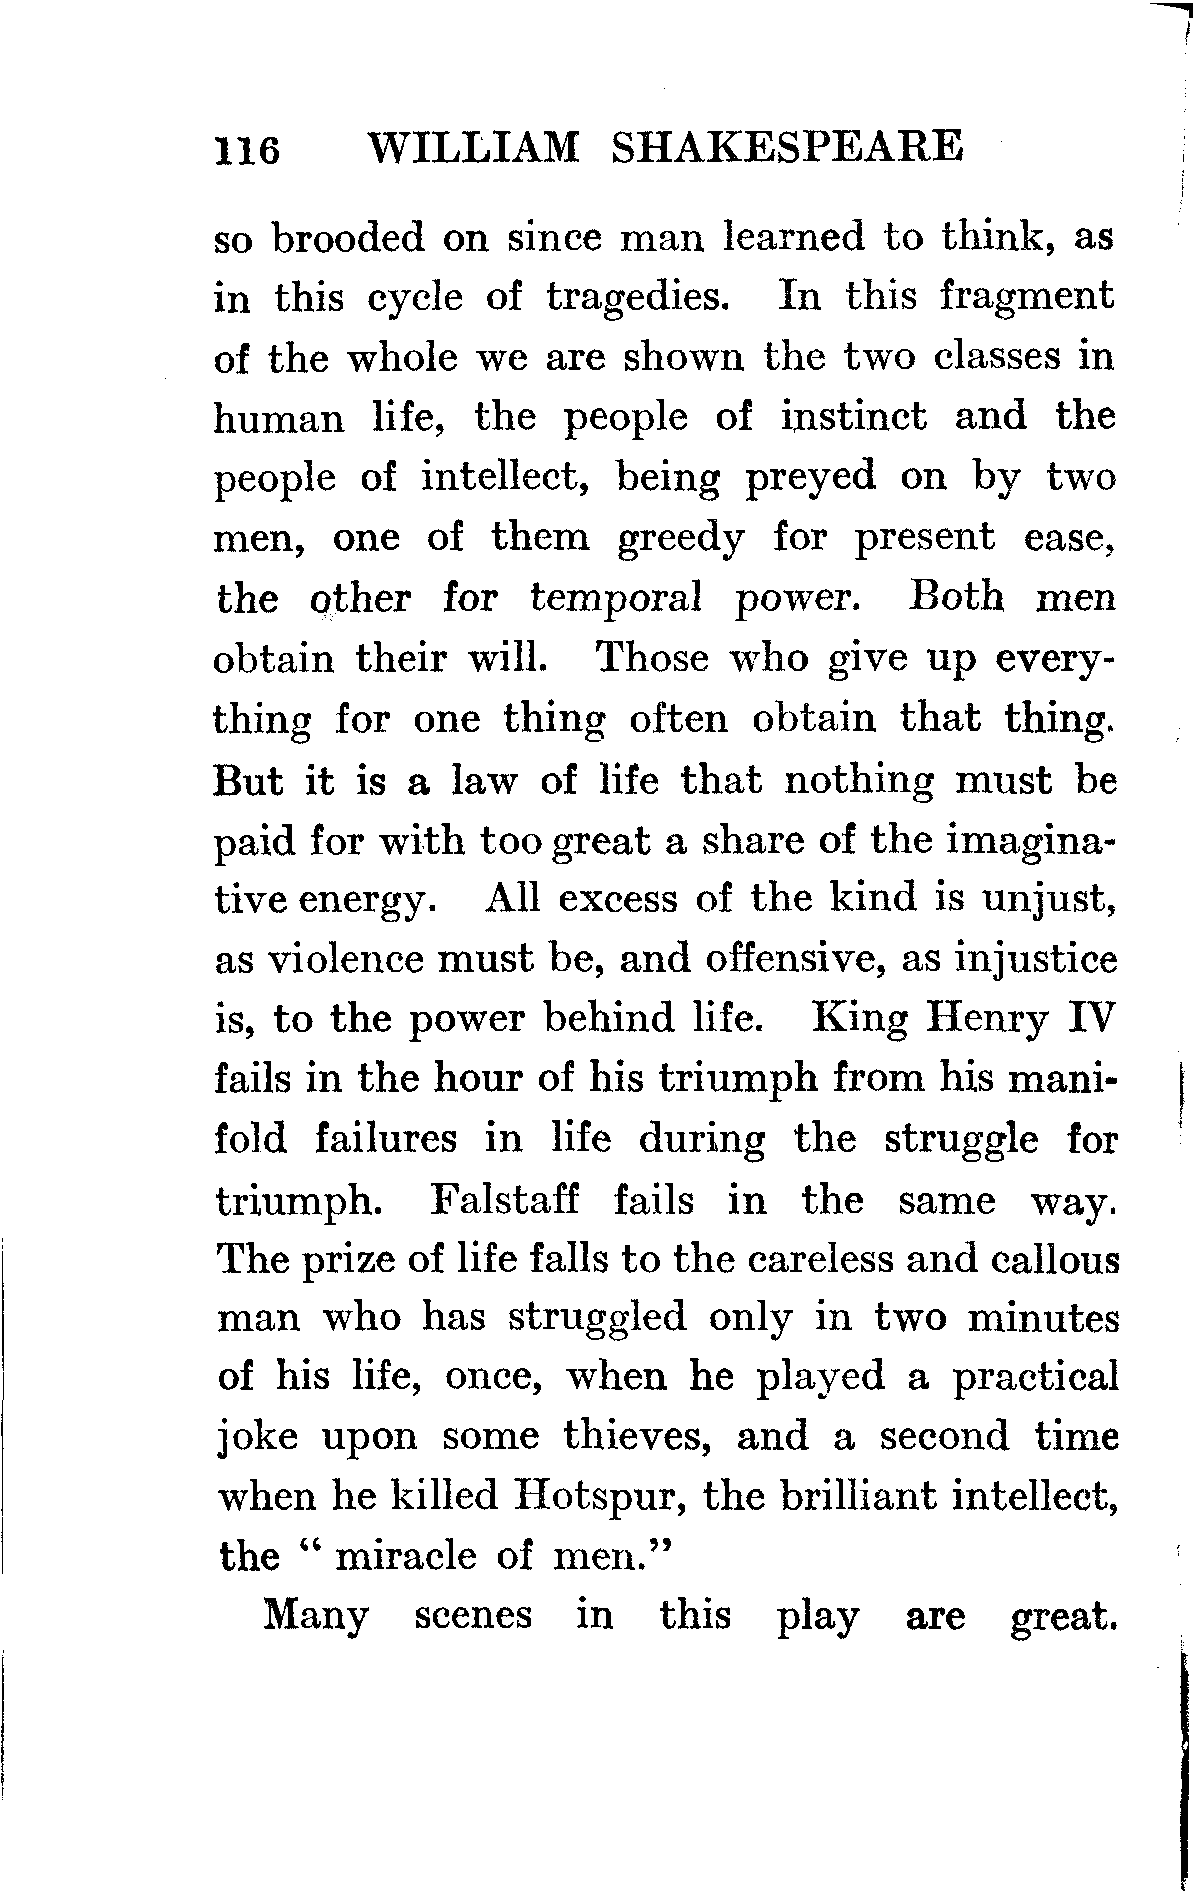 116 WILLIAM SHAKESPEARE
so brooded on since man learned to think, as
in this cycle of tragedies. In this fragment
of the whole we are shown the two classes in
human life, the people of instinct and the
people of intellect, being preyed on by two
men, one of them greedy for present ease,
the other for temporal power. Both men
obtain their will. Those who give up every-
thing for one thing often obtain that thing.
But it is a law of life that nothing must be
paid for with too great a share of the imagina-
tive energy. All excess of the kind is unjust,
as violence must be, and offensive, as injustice
is, to the power behind life. King Henry IV
fails in the hour of his triumph from his mani-
fold failures in life during the struggle for
triumph. Falstaff fails in the same way.
The prize of life falls to the careless and callous
man who has struggled only in two minutes
of his life, once, when he played a practical
joke upon some thieves, and a second time
when he killed Hotspur, the brilliant intellect,
the “ miracle of men.”
Many scenes in this play are great.